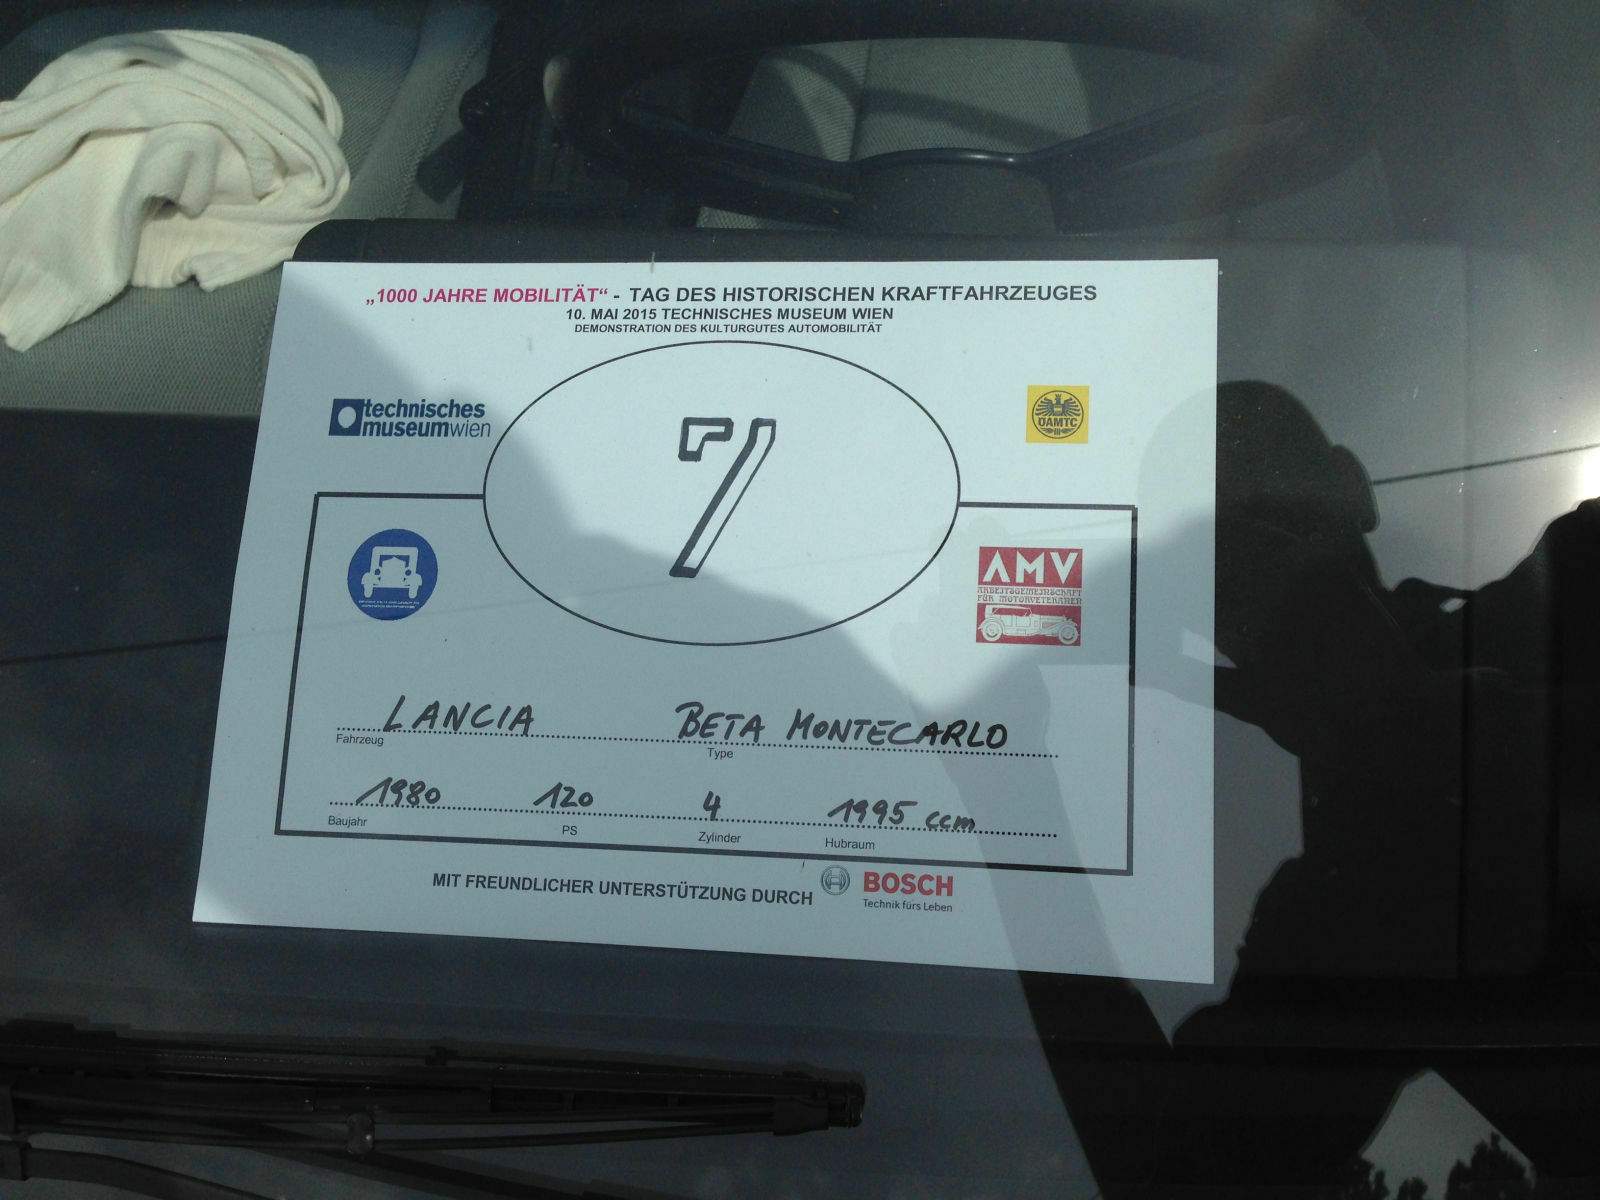 „1000 JAHRE MOBILITÄT“ - TAG DES HISTORISCHEN KRAFTFAHRZEUGES
10. MAI 2015 TECHNISCHES MUSEUM WIEN
DEMONSTRATION DES KULTURGUTES AUTOMOBILITÄT
technisches
museumwien
ÖAMTC
7
AMV
ARBEITSGEMEINSCHAFT
FÜR MOTORVETERANEN
LANCIA BETA MONTECARLO
Fahrzeug Type
1980 120 4 1995 ccm
Baujahr PS Zylinder Hubraum
MIT FREUNDLICHER UNTERSTÜTZUNG DURCH BOSCH
Technik fürs Leben